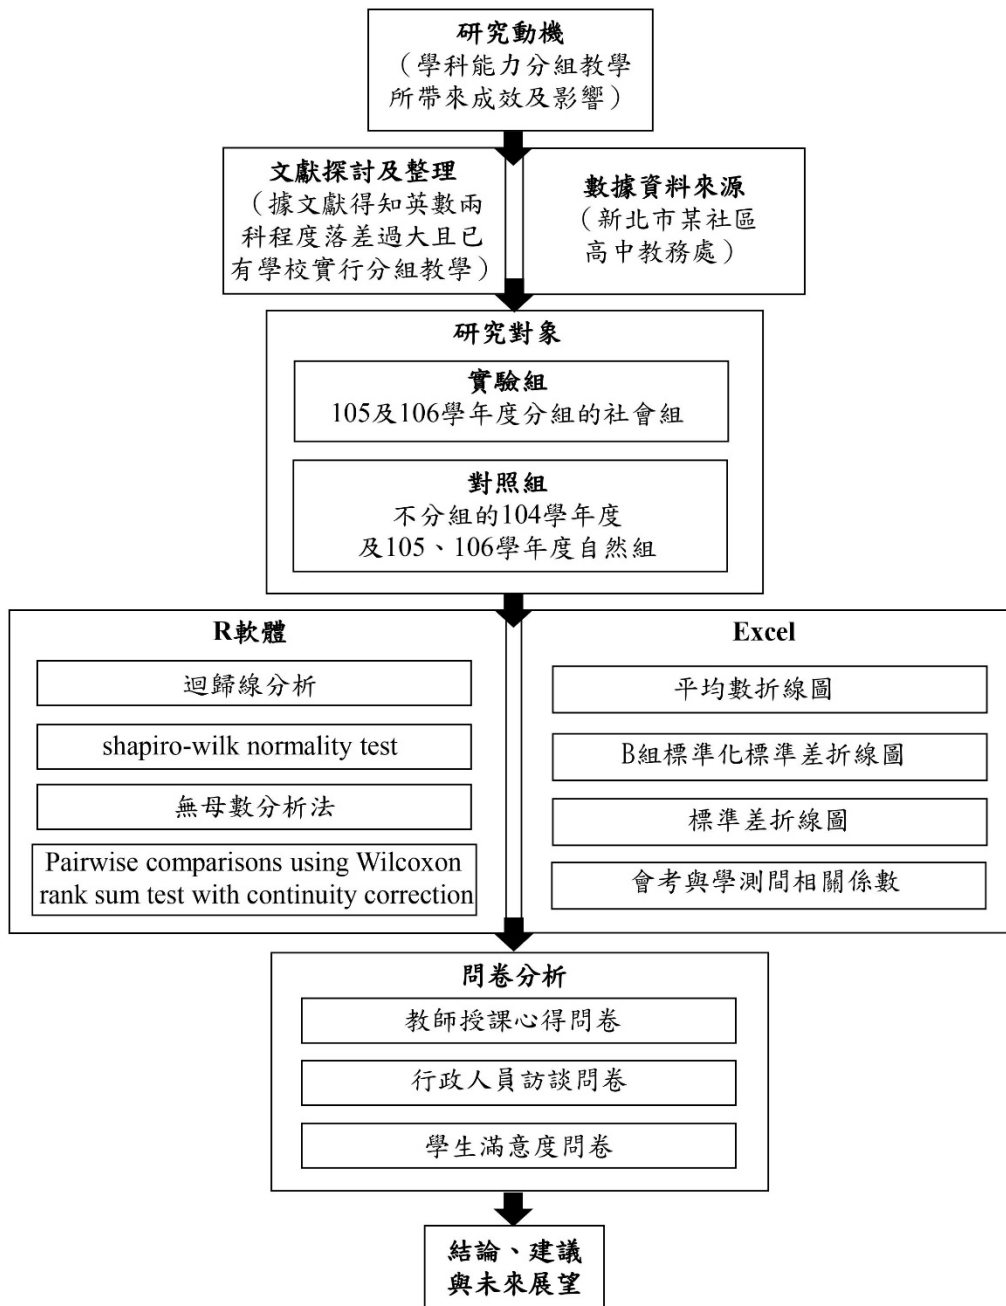 研究動機
（學科能力分組教學
所帶來成效及影響）
文獻探討及整理
（據文獻得知英數兩
科程度落差過大且已
有學校實行分組教學）
數據資料來源
（新北市某社區
高中教務處）
研究對象
實驗組
105及106學年度分組的社會組
對照組
不分組的104學年度
及105、106學年度自然組
R軟體
迴歸線分析
shapiro-wilk normality test
無母數分析法
Pairwise comparisons using Wilcoxon
rank sum test with continuity correction
Excel
平均數折線圖
B組標準化標準差折線圖
標準差折線圖
會考與學測間相關係數
問卷分析
教師授課心得問卷
行政人員訪談問卷
學生滿意度問卷
結論、建議
與未來展望